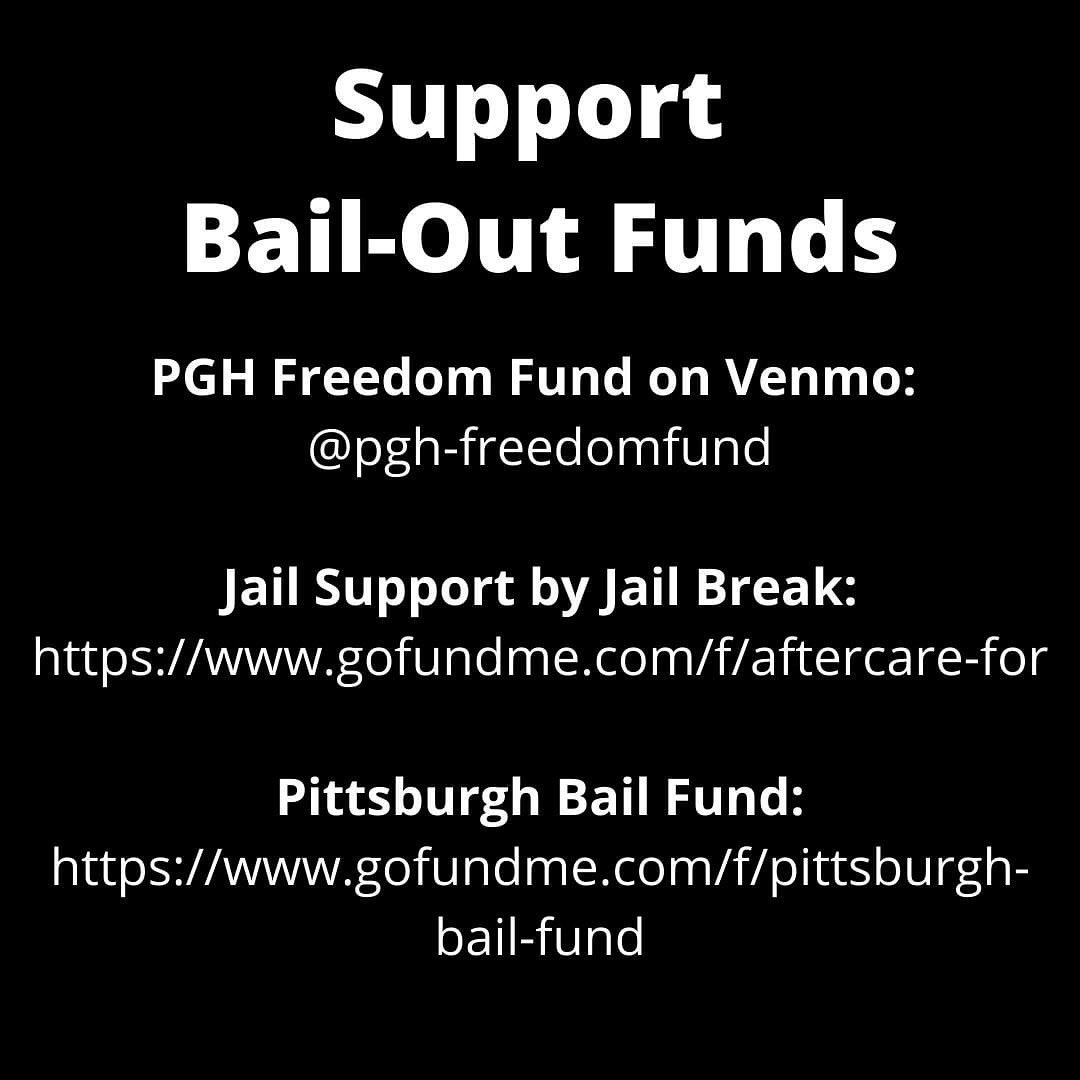 Support
Bail-Out Funds
PGH Freedom Fund on Venmo:
@pgh-freedomfund
Jail Support by Jail Break:
https://www.gofundme.com/f/aftercare-for
Pittsburgh Bail Fund:
https://www.gofundme.com/f/pittsburgh-
bail-fund